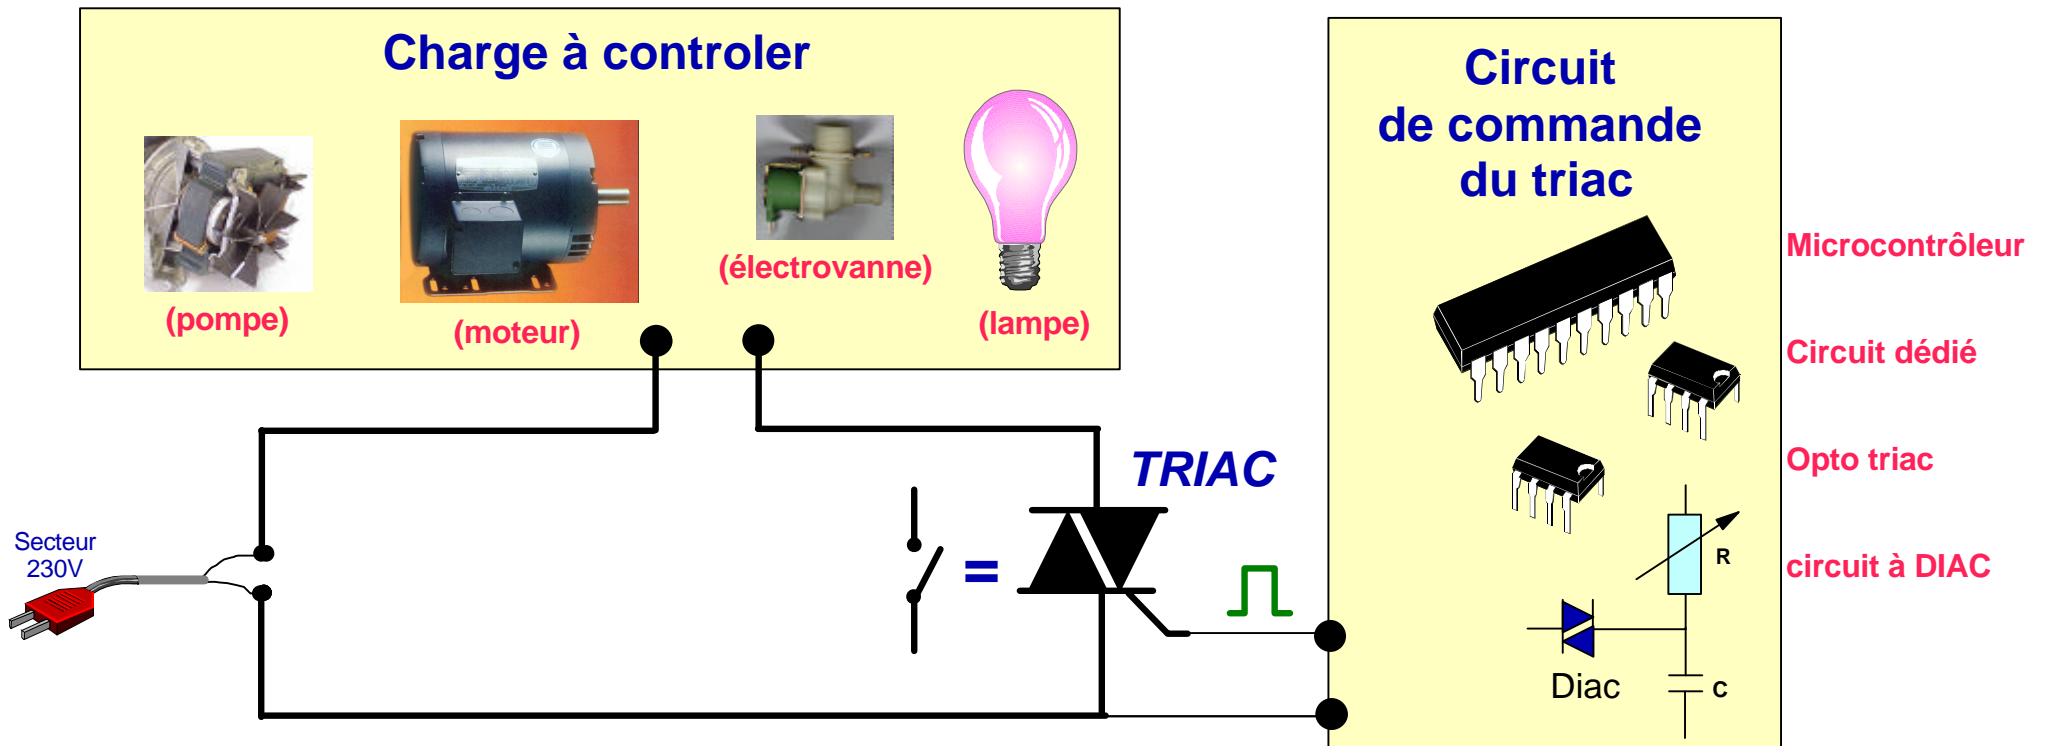 Charge à controler
(pompe)
(moteur)
(électrovanne)
(lampe)
Circuit
de commande
du triac
Microcontrôleur
Circuit dédié
Opto triac
circuit à DIAC
R
Diac
C
TRIAC
=
Secteur
230V